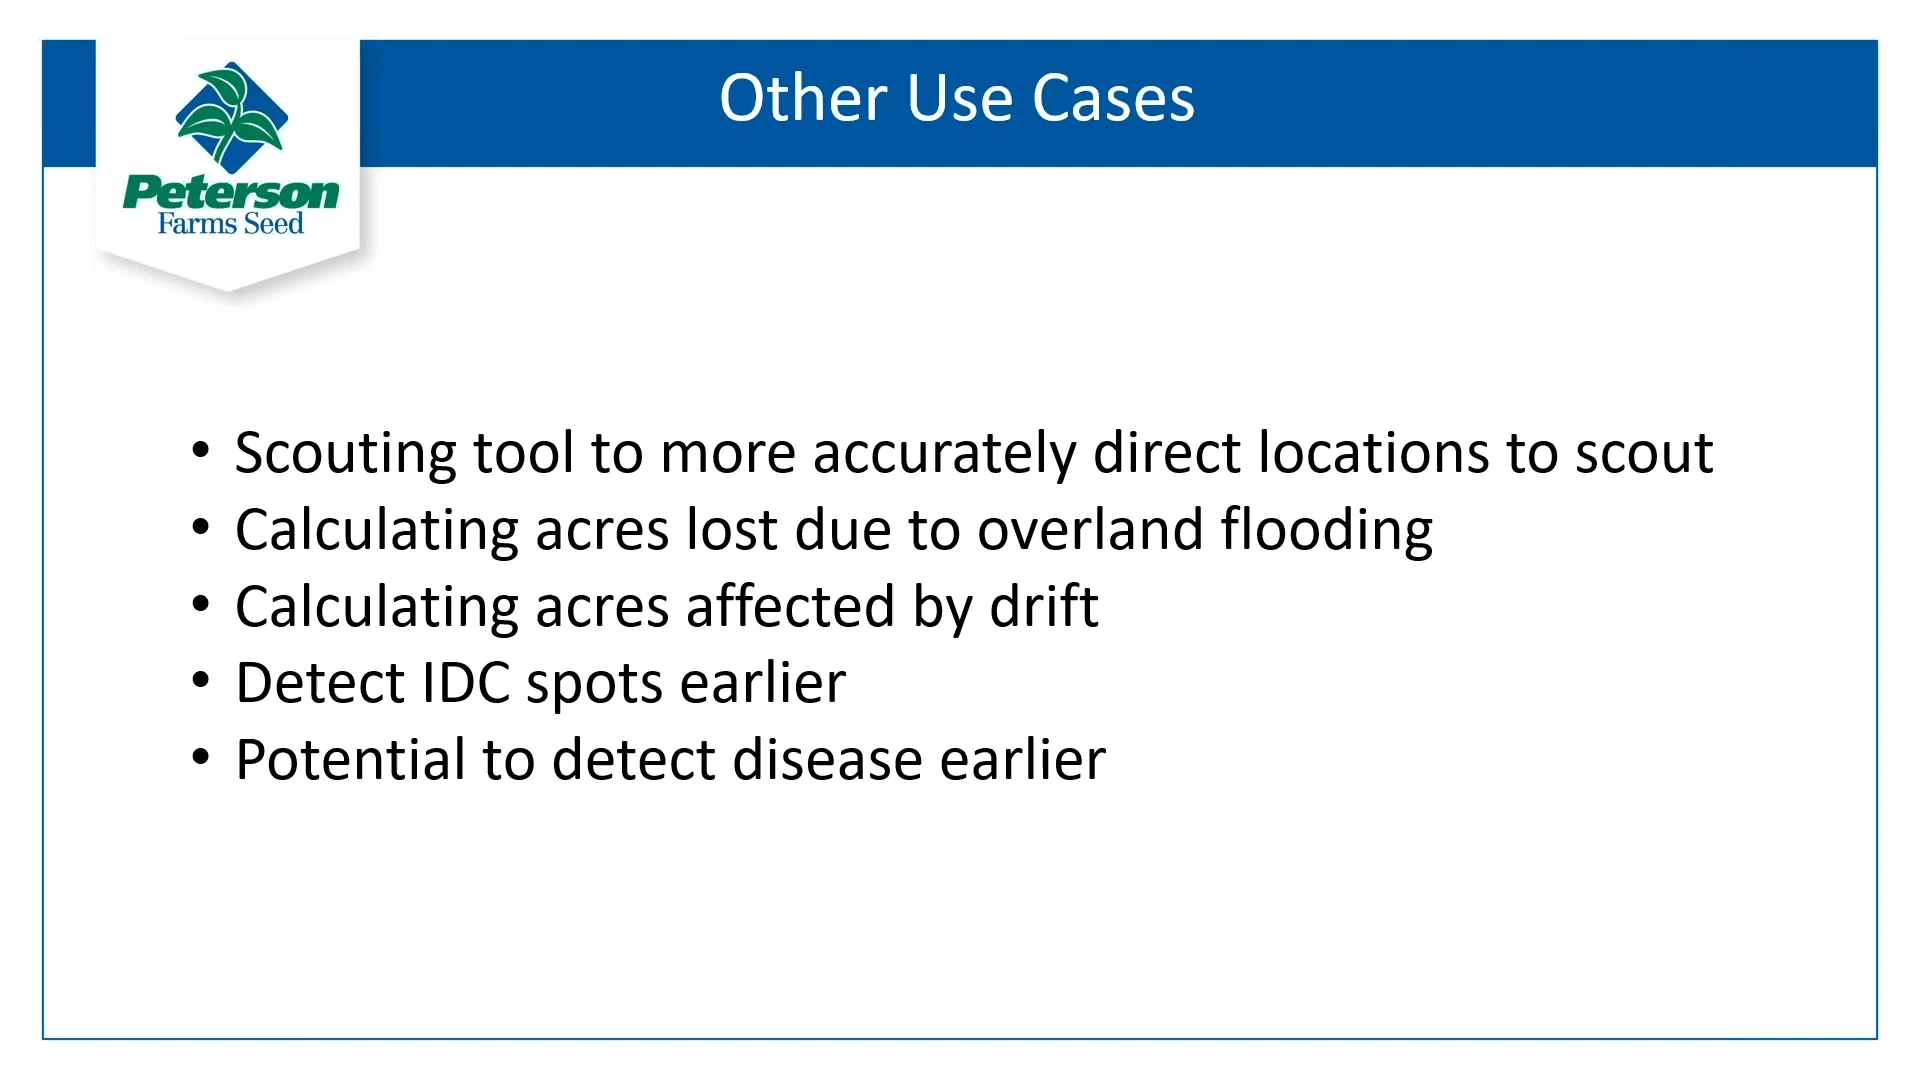 Other Use Cases
Peterson
Farms Seed
• Scouting tool to more accurately direct locations to scout
• Calculating acres lost due to overland flooding
• Calculating acres affected by drift
• Detect IDC spots earlier
• Potential to detect disease earlier